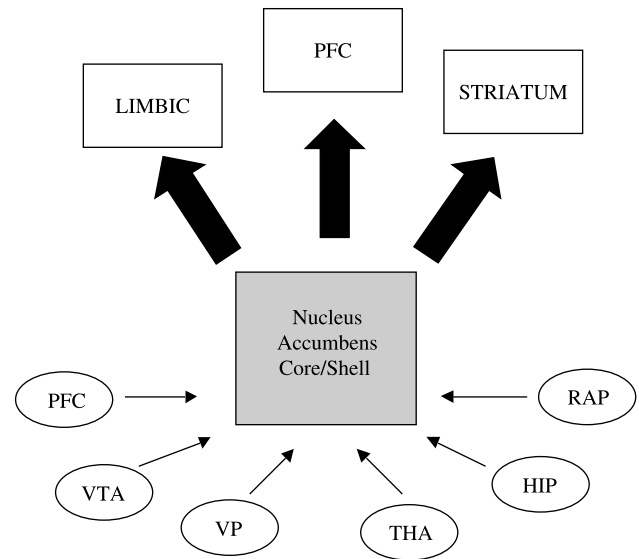 PFC
LIMBIC
STRIATUM
Nucleus
Accumbens
Core/Shell
PFC
RAP
VTA
HIP
VP
THA